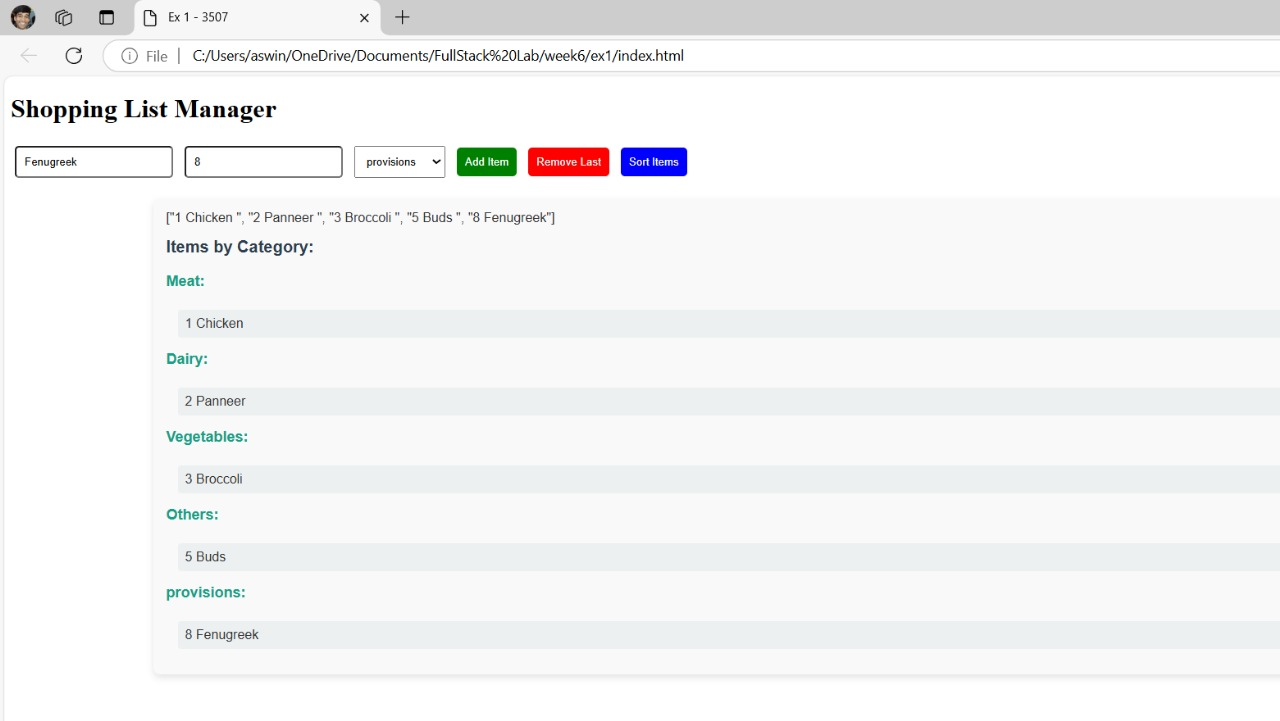 Ex 1 - 3507
File C:/Users/aswin/OneDrive/Documents/FullStack%20Lab/week6/ex1/index.html
Shopping List Manager
Fenugreek 8 provisions Add Item Remove Last Sort Items
["1 Chicken ", "2 Panneer ", "3 Broccoli ", "5 Buds ", "8 Fenugreek"]
Items by Category:
Meat:
1 Chicken
Dairy:
2 Panneer
Vegetables:
3 Broccoli
Others:
5 Buds
provisions:
8 Fenugreek